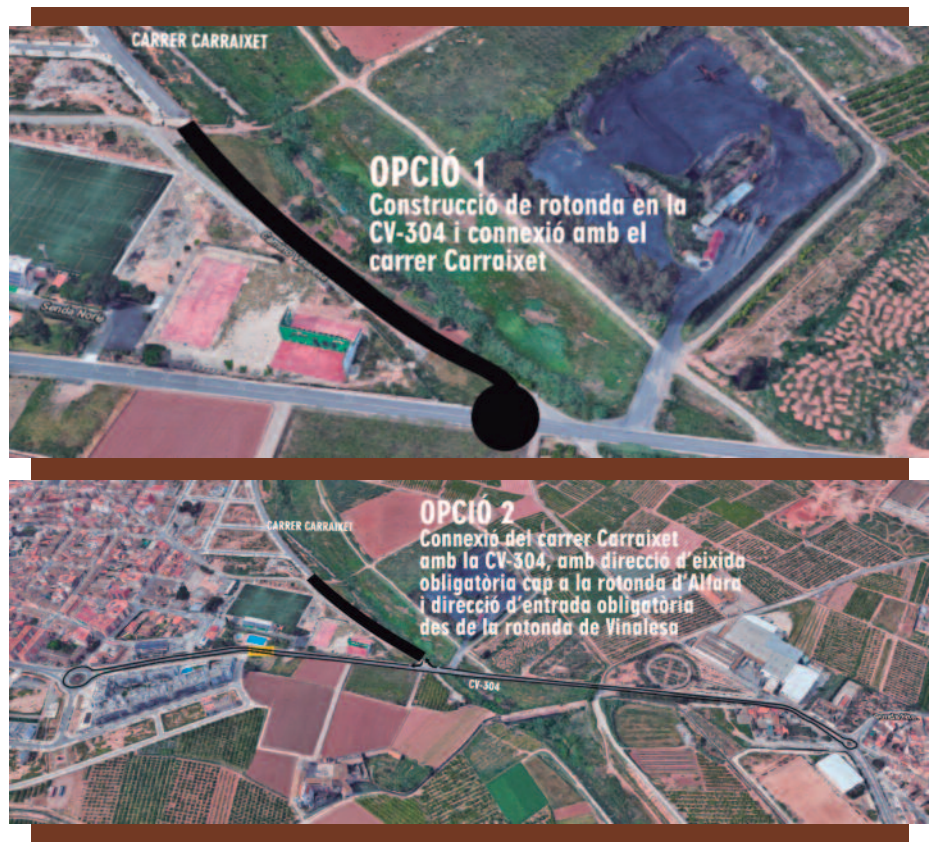 CARRER CARRAIXET
OPCIÓ 1
Construcció de rotonda en la
CV-304 i connexió amb el
carrer Carraixet
Senda Nora
OPCIÓ 2
CARRER CARRAIXET
Connexió del carrer Carraixet
amb la CV-304, amb direcció d'eixida
obligatòria cap a la rotonda d'Alfara
i direcció d'entrada obligatòria
des de la rotonda de Vinalesa
CV-304